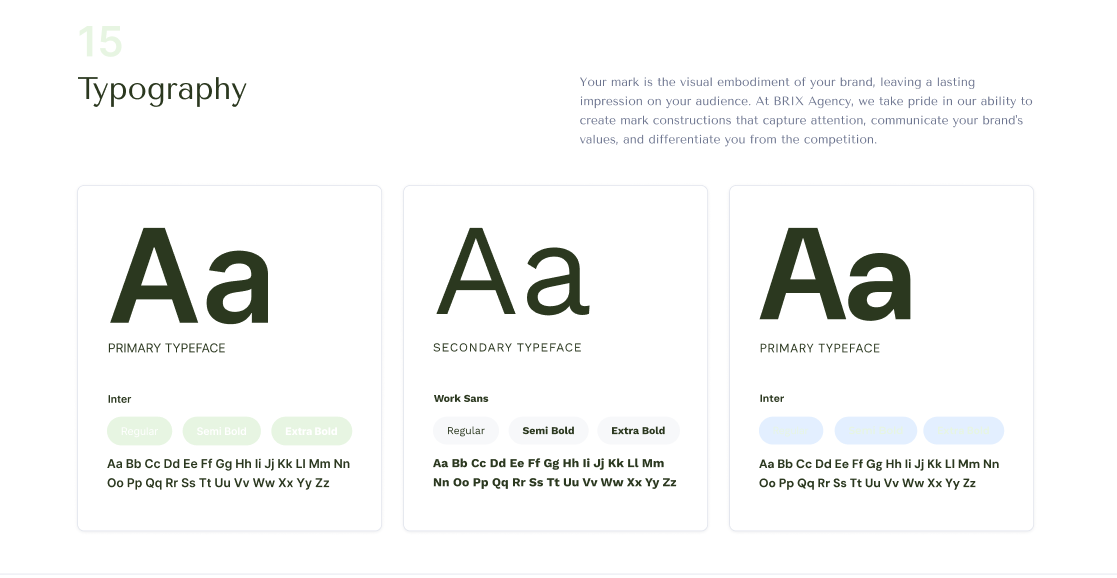 15
Typography
Your mark is the visual embodiment of your brand, leaving a lasting
impression on your audience. At BRIX Agency, we take pride in our ability to
create mark constructions that capture attention, communicate your brand's
values, and differentiate you from the competition.
Aa
PRIMARY TYPEFACE
Inter
Regular Semi Bold Extra Bold
Aa Bb Cc Dd Ee Ff Gg Hh Ii Jj Kk Ll Mm Nn
Oo Pp Qq Rr Ss Tt Uu Vv Ww Xx Yy Zz
Aa
SECONDARY TYPEFACE
Work Sans
Regular Semi Bold Extra Bold
Aa Bb Cc Dd Ee Ff Gg Hh Ii Jj Kk Ll Mm
Nn Oo Pp Qq Rr Ss Tt Uu Vv Ww Xx Yy Zz
Aa
PRIMARY TYPEFACE
Inter
Aa Bb Cc Dd Ee Ff Gg Hh Ii Jj Kk Ll Mm Nn
Oo Pp Qq Rr Ss Tt Uu Vv Ww Xx Yy Zz